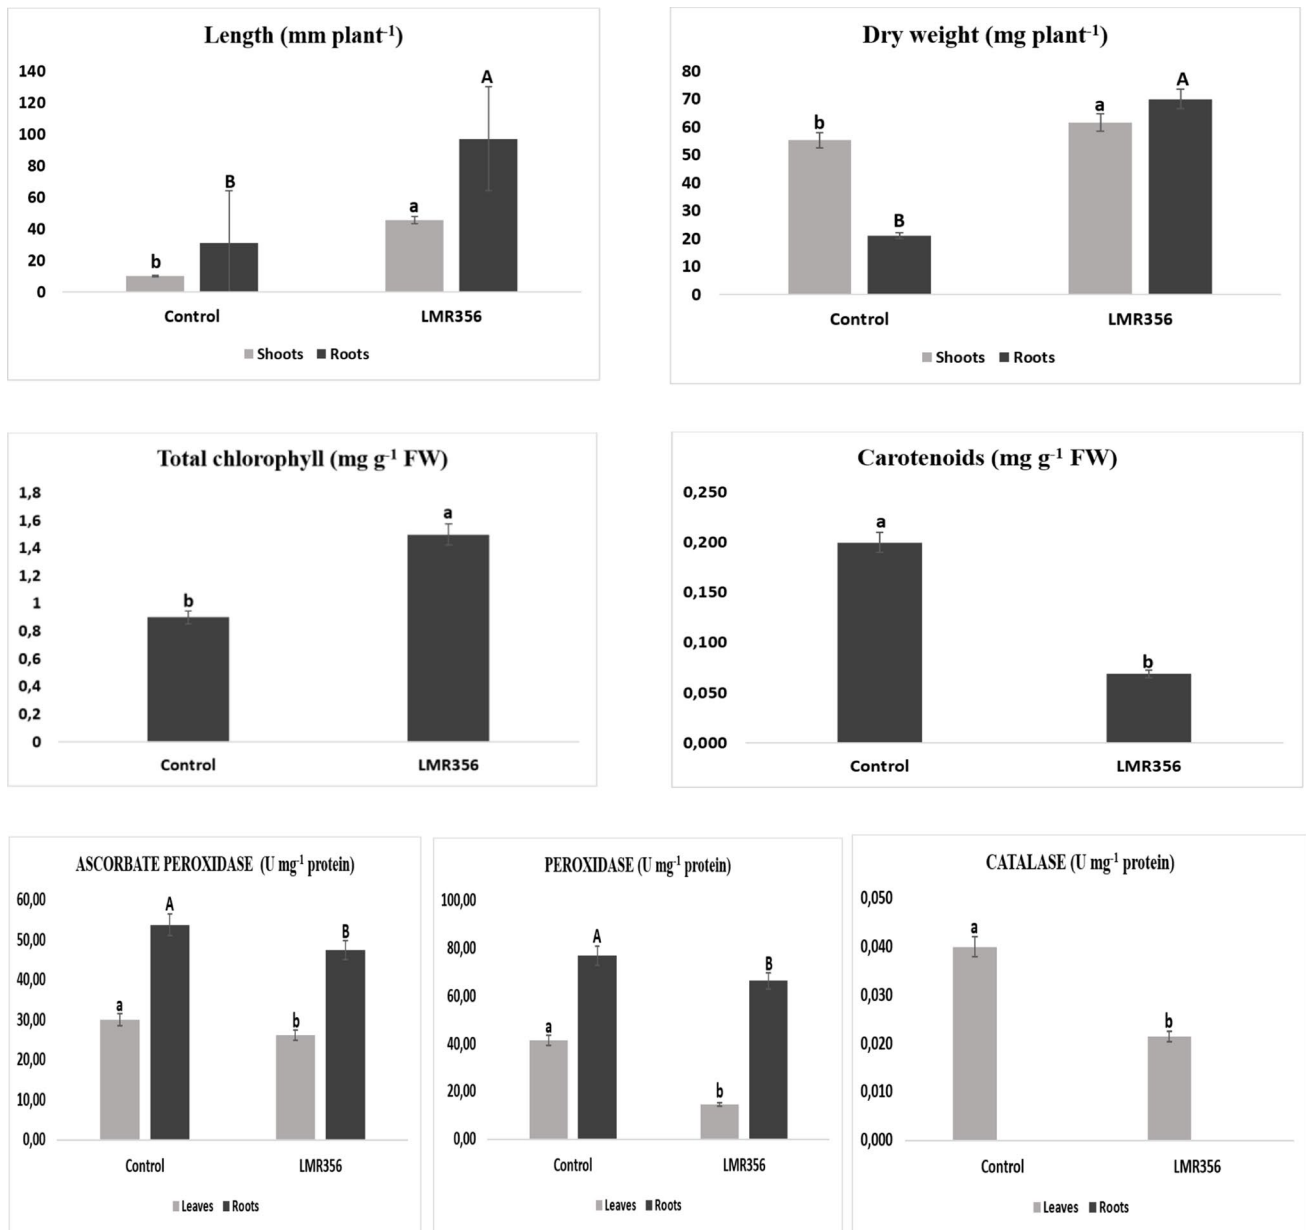 Length (mm plant⁻¹)
140
120
100
80
60
40
20
0
b
B
a
A
Control LMR356
Shoots Roots
Dry weight (mg plant⁻¹)
80
70
60
50
40
30
20
10
0
b
B
a
A
Control LMR356
Shoots Roots
Total chlorophyll (mg g⁻¹ FW)
1,8
1,6
1,4
1,2
1
0,8
0,6
0,4
0,2
0
b
a
Control LMR356
Carotenoids (mg g⁻¹ FW)
0,250
0,200
0,150
0,100
0,050
0,000
a
b
Control LMR356
ASCORBATE PEROXIDASE (U mg⁻¹ protein)
60,00
50,00
40,00
30,00
20,00
10,00
0,00
a
A
b
B
Control LMR356
Leaves Roots
PEROXIDASE (U mg⁻¹ protein)
100,00
80,00
60,00
40,00
20,00
0,00
a
A
b
B
Control LMR356
Leaves Roots
CATALASE (U mg⁻¹ protein)
0,050
0,040
0,030
0,020
0,010
0,000
a
b
Control LMR356
Leaves Roots